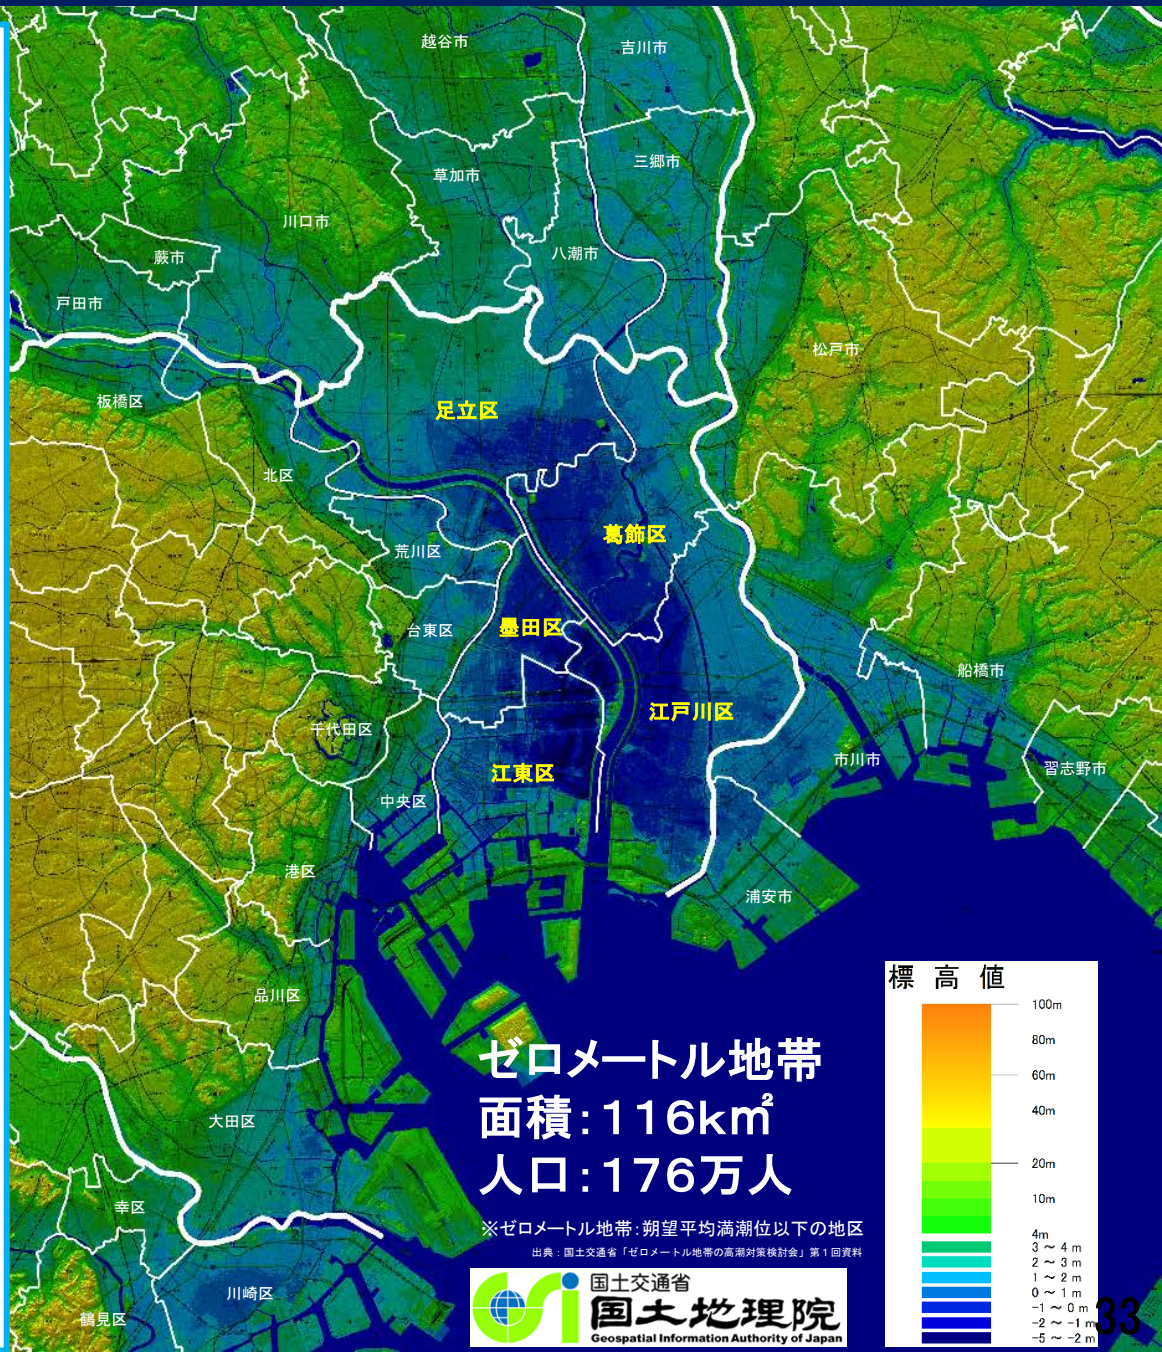 越谷市
吉川市
草加市
三郷市
川口市
八潮市
蕨市
戸田市
松戸市
板橋区
足立区
北区
葛飾区
荒川区
台東区
墨田区
船橋市
千代田区
江戸川区
市川市
習志野市
江東区
中央区
港区
浦安市
品川区
大田区
幸区
川崎区
鶴見区
ゼロメートル地帯
面積:116k㎡
人口:176万人
※ゼロメートル地帯:朔望平均満潮位以下の地区
出典:国土交通省「ゼロメートル地帯の高潮対策検討会」第1回資料
国土交通省
国土地理院
Geospatial Information Authority of Japan
標高値
100m
80m
60m
40m
20m
10m
4m
3 ~ 4 m
2 ~ 3 m
1 ~ 2 m
0 ~ 1 m
-1 ~ 0 m
-2 ~ -1 m
-5 ~ -2 m
33